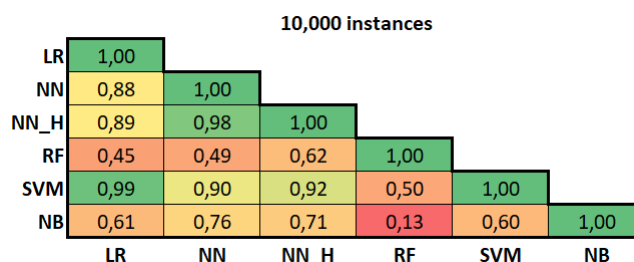 10,000 instances
LR 1,00
NN 0,88 1,00
NN_H 0,89 0,98 1,00
RF 0,45 0,49 0,62 1,00
SVM 0,99 0,90 0,92 0,50 1,00
NB 0,61 0,76 0,71 0,13 0,60 1,00
LR NN NN H RF SVM NB